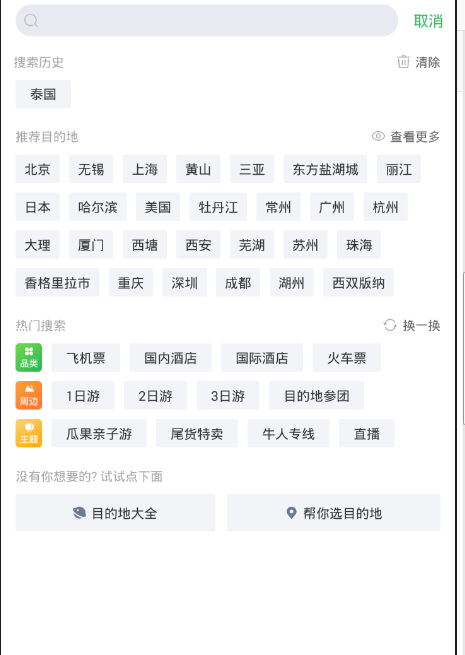 取消
搜索历史 清除
泰国
推荐目的地 查看更多
北京 无锡 上海 黄山 三亚 东方盐湖城 丽江
日本 哈尔滨 美国 牡丹江 常州 广州 杭州
大理 厦门 西塘 西安 芜湖 苏州 珠海
香格里拉市 重庆 深圳 成都 湖州 西双版纳
热门搜索 换一换
品类 飞机票 国内酒店 国际酒店 火车票
周边 1日游 2日游 3日游 目的地参团
主题 瓜果亲子游 尾货特卖 牛人专线 直播
没有你想要的? 试试点下面
目的地大全 帮你选目的地